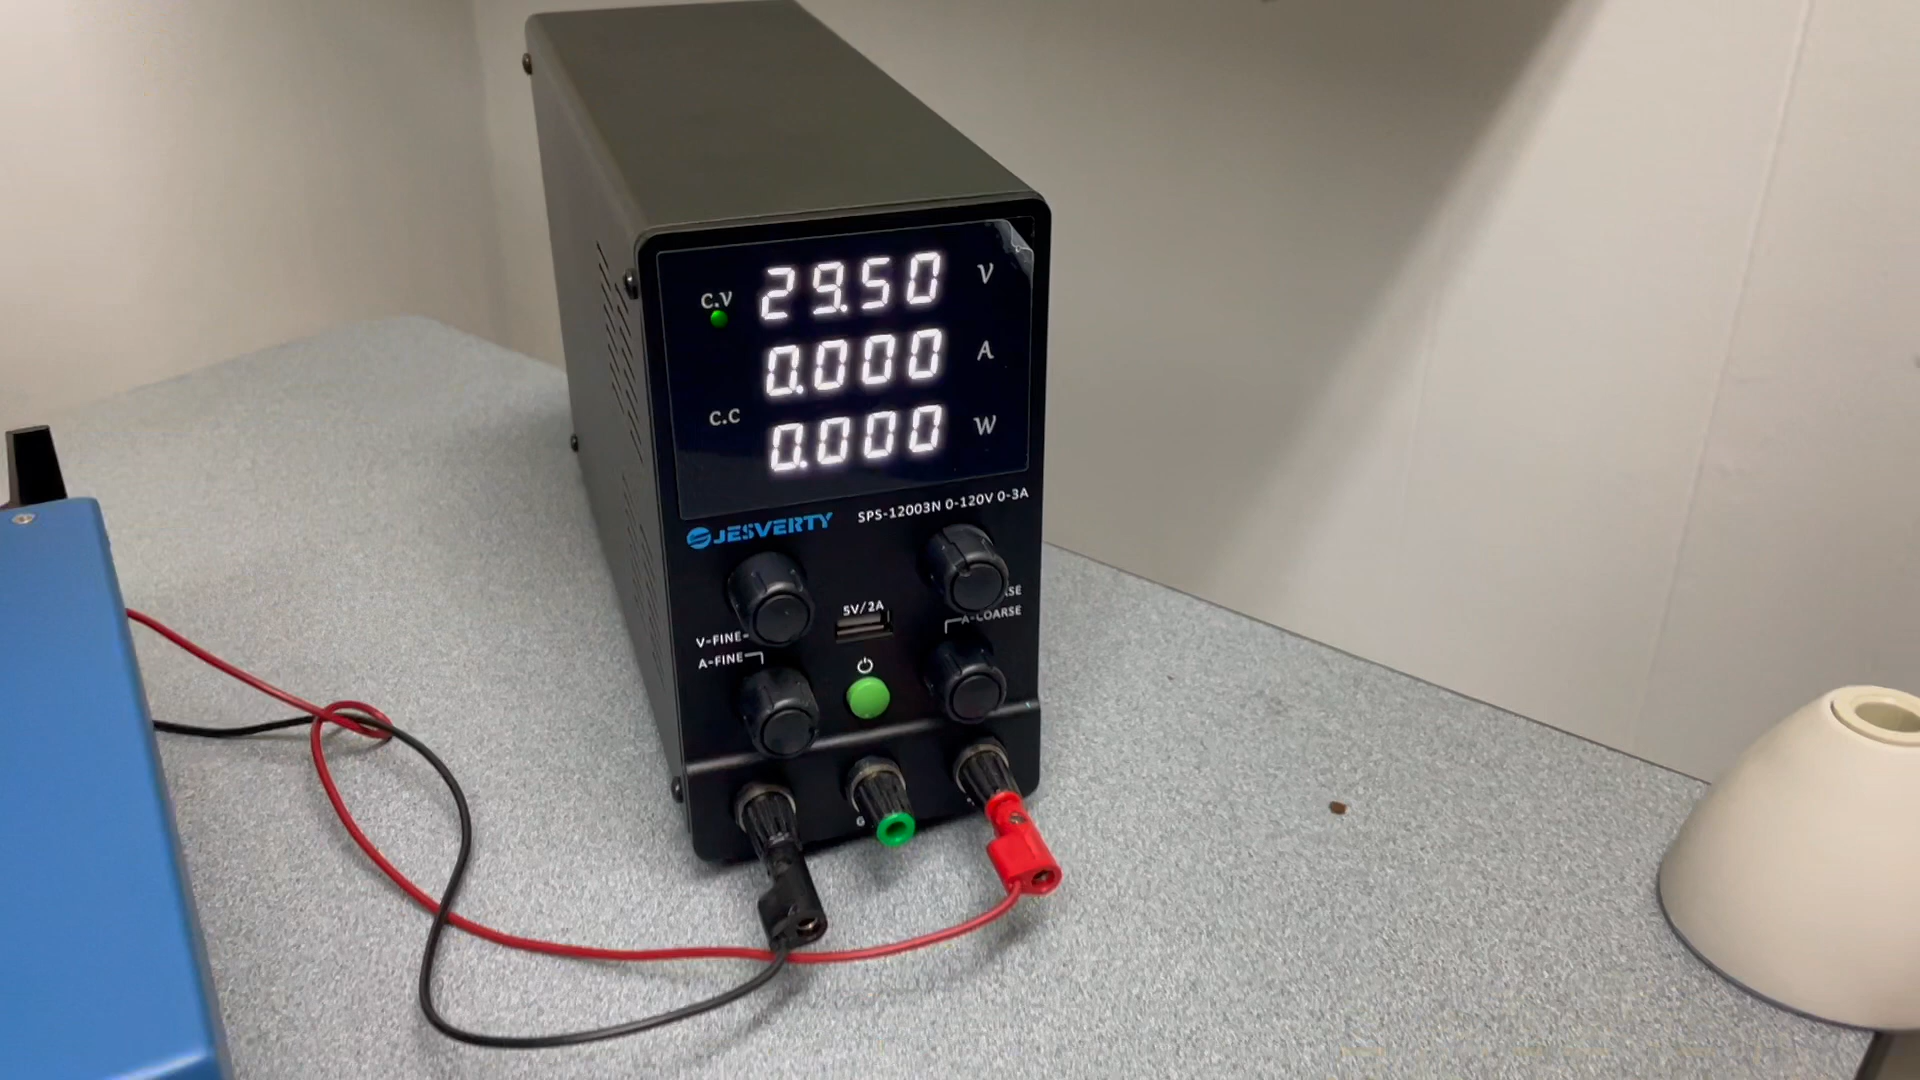 29.50 V
C.V
0.000 A
C.C
0.000 W
JESVERTY SPS-12003N 0-120V 0-3A
5V/2A
V-FINE
A-COARSE
A-FINE
G